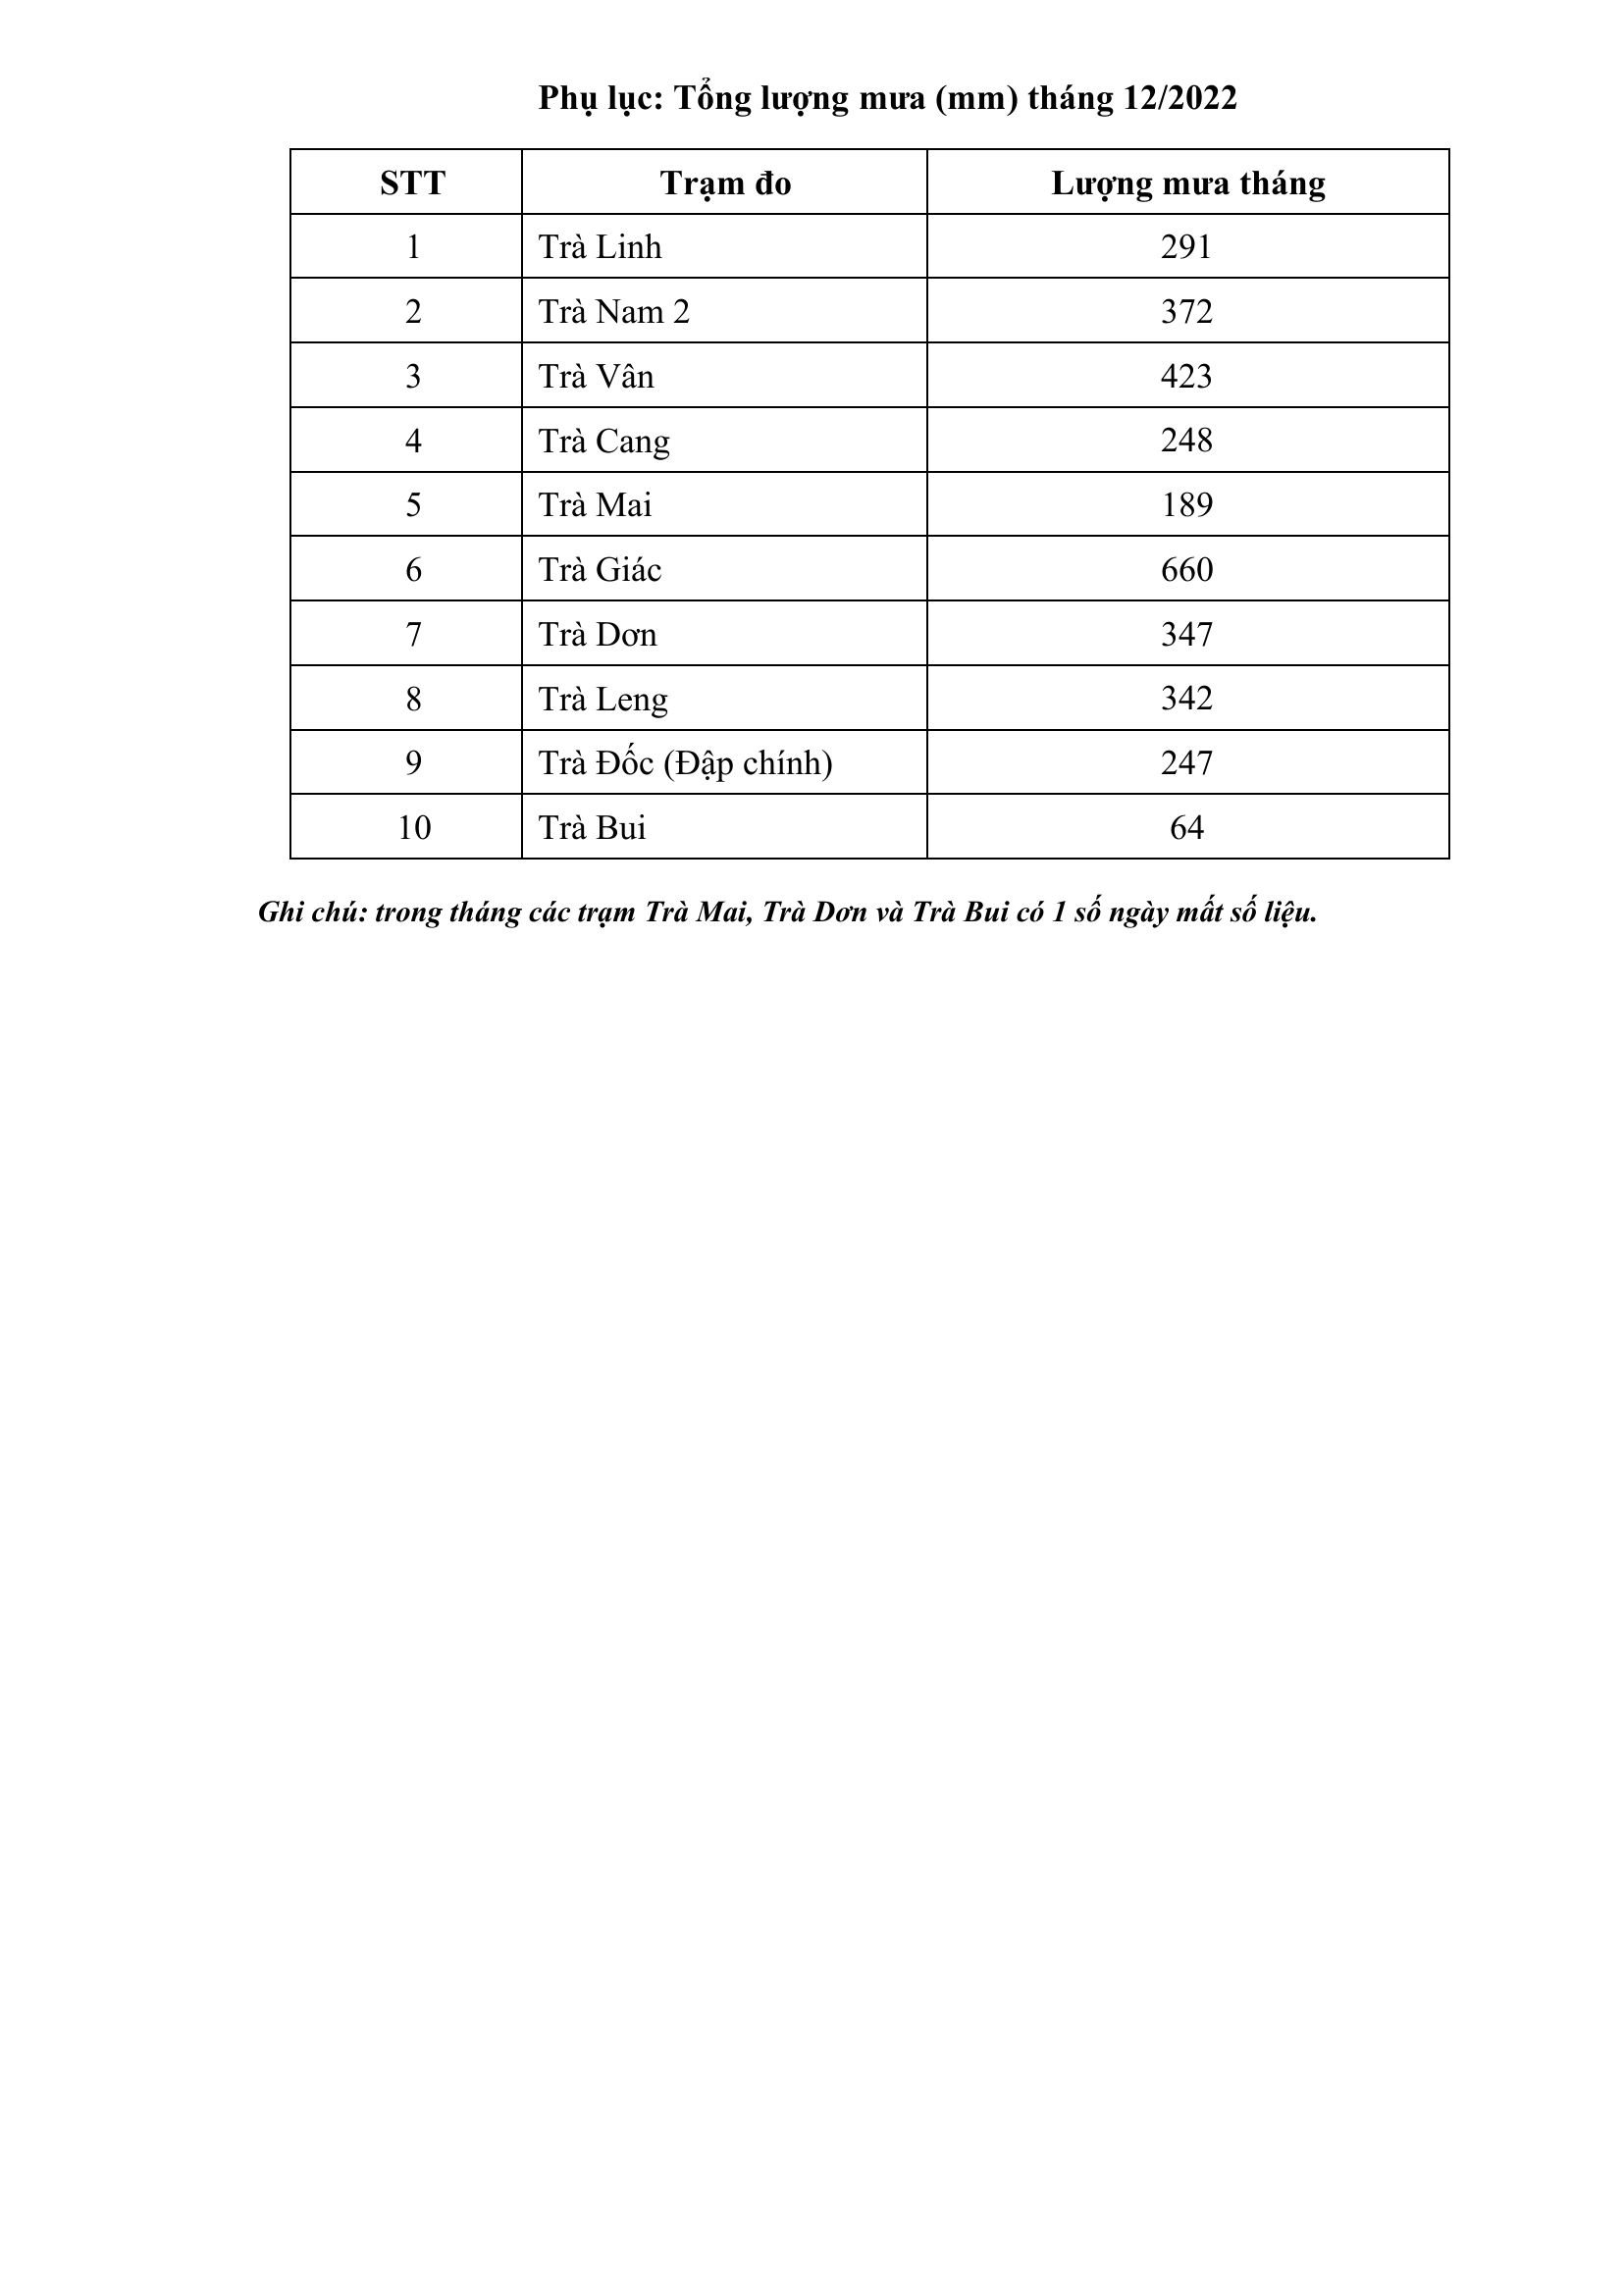 Phụ lục: Tổng lượng mưa (mm) tháng 12/2022
STT Trạm đo Lượng mưa tháng
1 Trà Linh 291
2 Trà Nam 2 372
3 Trà Vân 423
4 Trà Cang 248
5 Trà Mai 189
6 Trà Giác 660
7 Trà Dơn 347
8 Trà Leng 342
9 Trà Đốc (Đập chính) 247
10 Trà Bui 64
Ghi chú: trong tháng các trạm Trà Mai, Trà Dơn và Trà Bui có 1 số ngày mất số liệu.